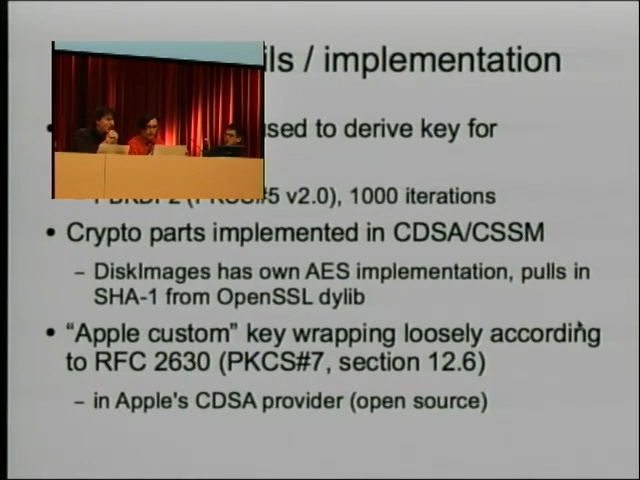 ils / implementation
sed to derive key for
(PKCS#5 v2.0), 1000 iterations
• Crypto parts implemented in CDSA/CSSM
– DiskImages has own AES implementation, pulls in
SHA-1 from OpenSSL dylib
• “Apple custom” key wrapping loosely according
to RFC 2630 (PKCS#7, section 12.6)
– in Apple's CDSA provider (open source)